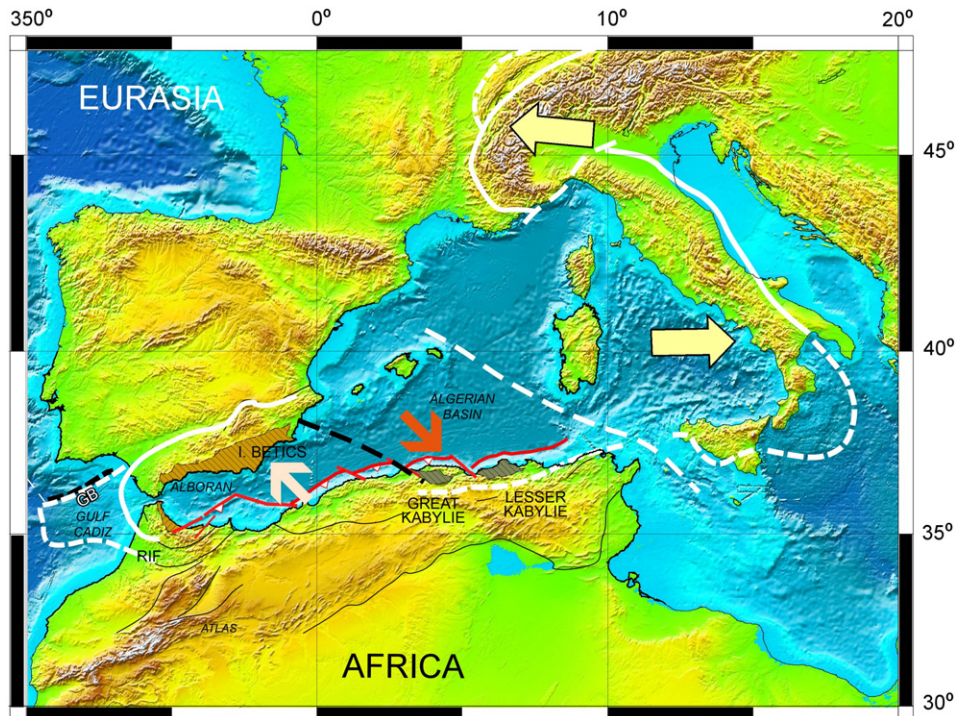 350º
0º
10º
20º
EURASIA
45º
40º
ALGERIAN
BASIN
I. BETICS
ALBORAN
GB
GULF
CADIZ
GREAT
KABYLIE
LESSER
KABYLIE
35º
RIF
ATLAS
AFRICA
30º